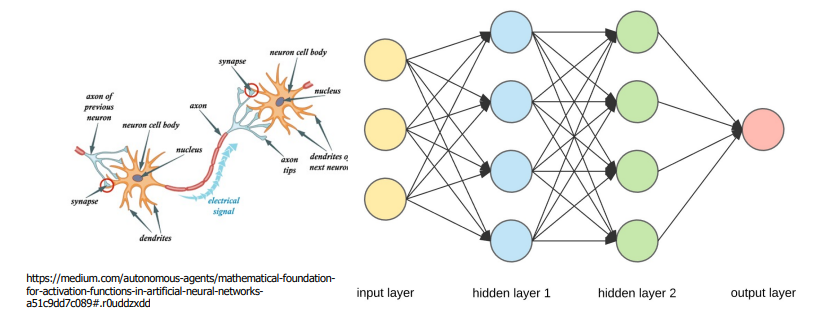 neuron cell body
synapse
nucleus
axon of
previous
neuron
axon
neuron cell body
nucleus
axon
tips
dendrites o
next neuron
synapse
electrical
signal
dendrites
https://medium.com/autonomous-agents/mathematical-foundation-
for-activation-functions-in-artificial-neural-networks-
a51c9dd7c089#.r0uddzxdd
input layer
hidden layer 1
hidden layer 2
output layer